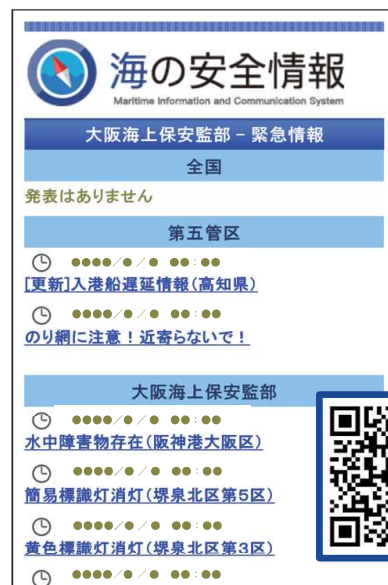 海の安全情報
Maritime Information and Communication System
大阪海上保安監部 – 緊急情報
全国
発表はありません
第五管区
●●●●/●/● ●●:●●
[更新]入港船遅延情報(高知県)
●●●●/●/● ●●:●●
のり網に注意!近寄らないで!
大阪海上保安監部
●●●●/●/● ●●:●●
水中障害物存在(阪神港大阪区)
●●●●/●/● ●●:●●
簡易標識灯消灯(堺泉北区第5区)
●●●●/●/● ●●:●●
黄色標識灯消灯(堺泉北区第3区)
●●●●/●/● ●●:●●